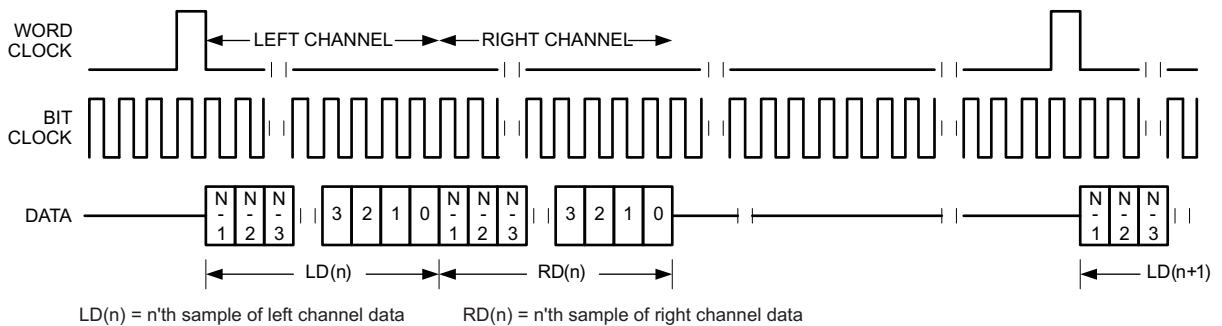 WORD
CLOCK
LEFT CHANNEL
RIGHT CHANNEL
BIT
CLOCK
DATA
N-1 N-2 N-3 3 2 1 0 N-1 N-2 N-3 3 2 1 0 N-1 N-2 N-3
LD(n)
RD(n)
LD(n+1)
LD(n) = n'th sample of left channel data
RD(n) = n'th sample of right channel data